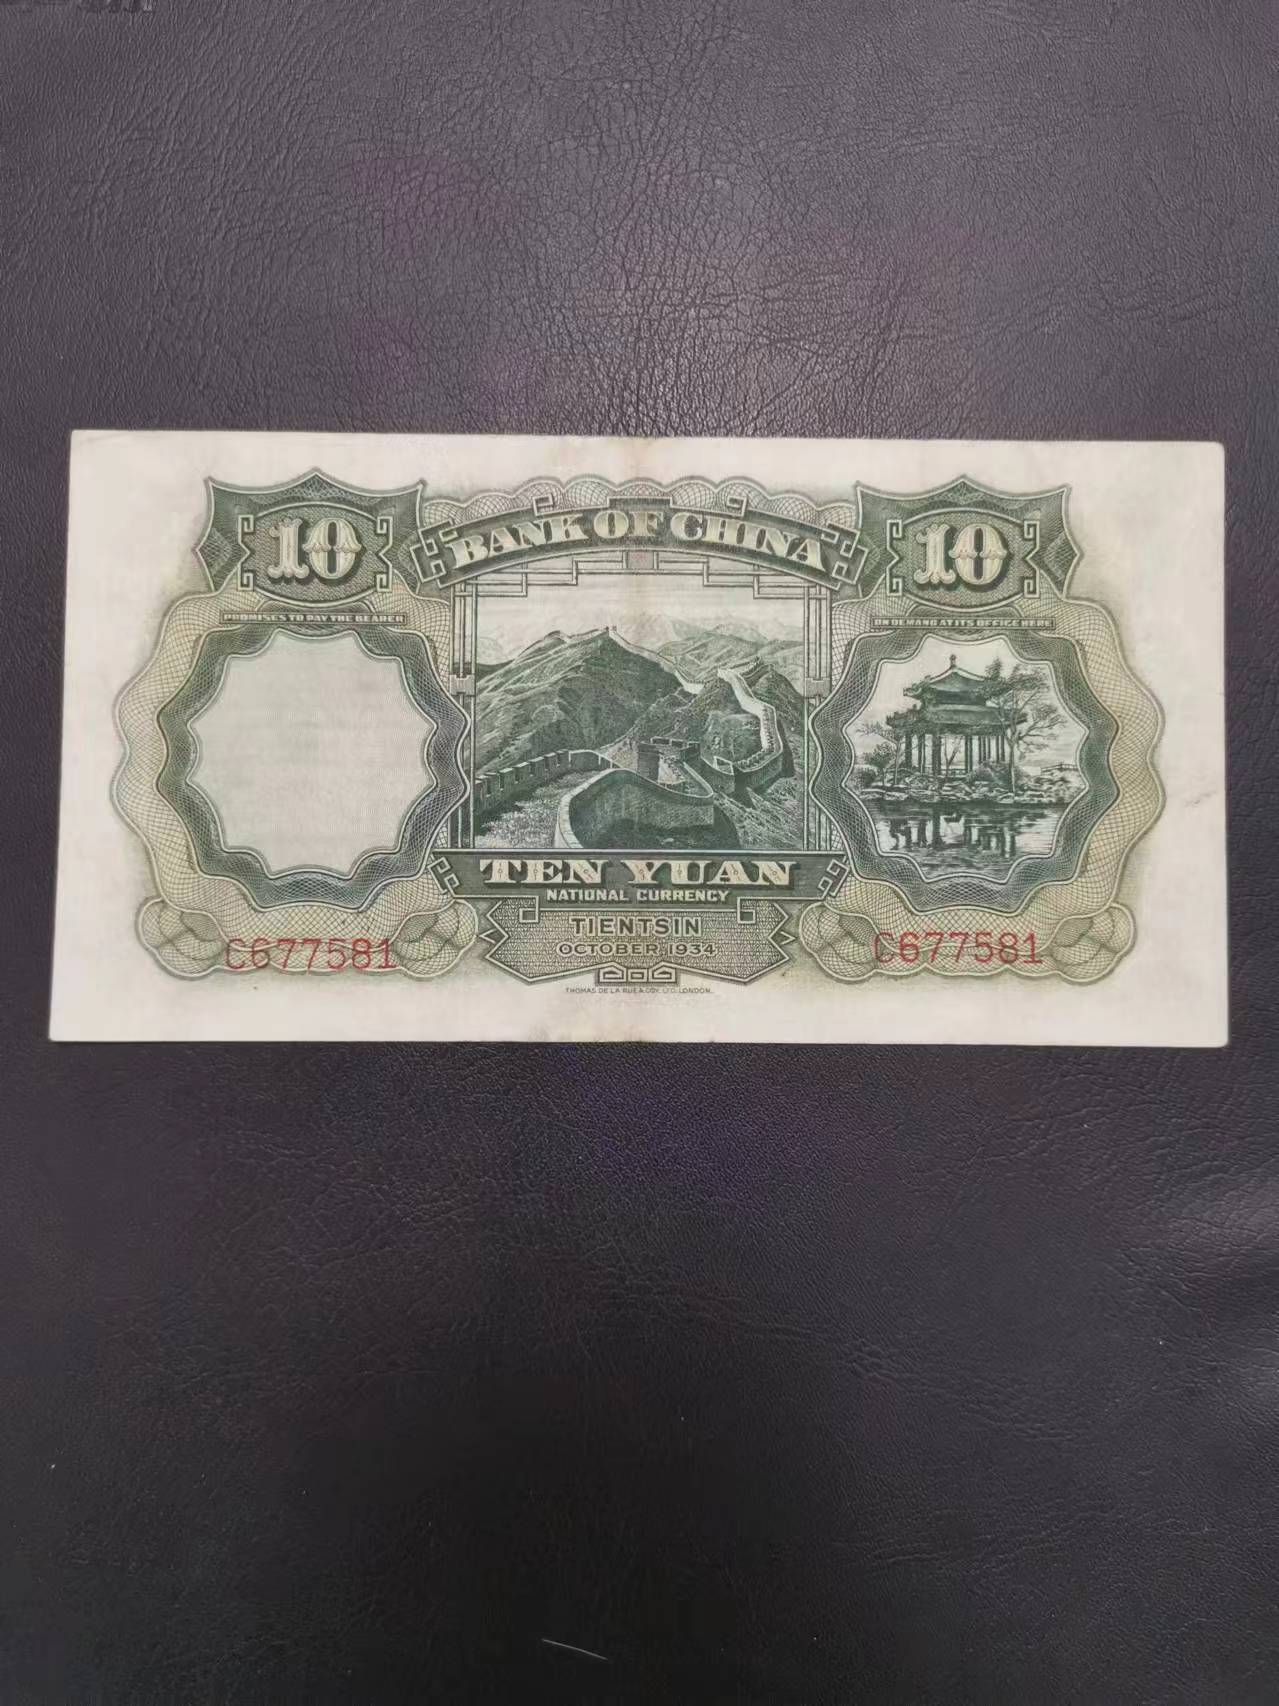 10 BANK OF CHINA 10
PROMISES TO PAY THE BEARER ON DEMAND AT ITS OFFICE HERE
TEN YUAN
NATIONAL CURRENCY
TIENTSIN
OCTOBER, 1934
C677581 C677581
THOMAS DE LA RUE & COY. LTD. LONDON.